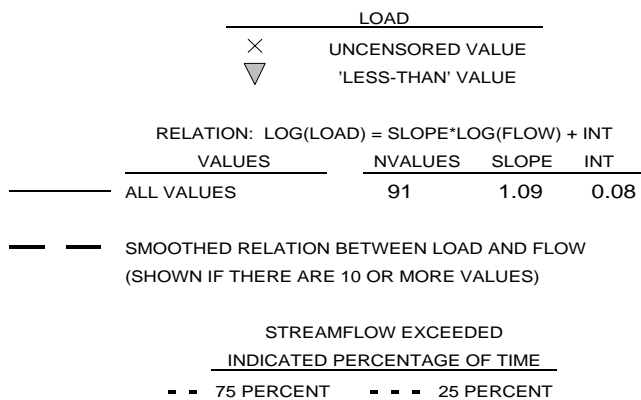 LOAD
UNCENSORED VALUE
'LESS-THAN' VALUE
RELATION: LOG(LOAD) = SLOPE*LOG(FLOW) + INT
VALUES NVALUES SLOPE INT
ALL VALUES 91 1.09 0.08
SMOOTHED RELATION BETWEEN LOAD AND FLOW
(SHOWN IF THERE ARE 10 OR MORE VALUES)
STREAMFLOW EXCEEDED
INDICATED PERCENTAGE OF TIME
75 PERCENT 25 PERCENT